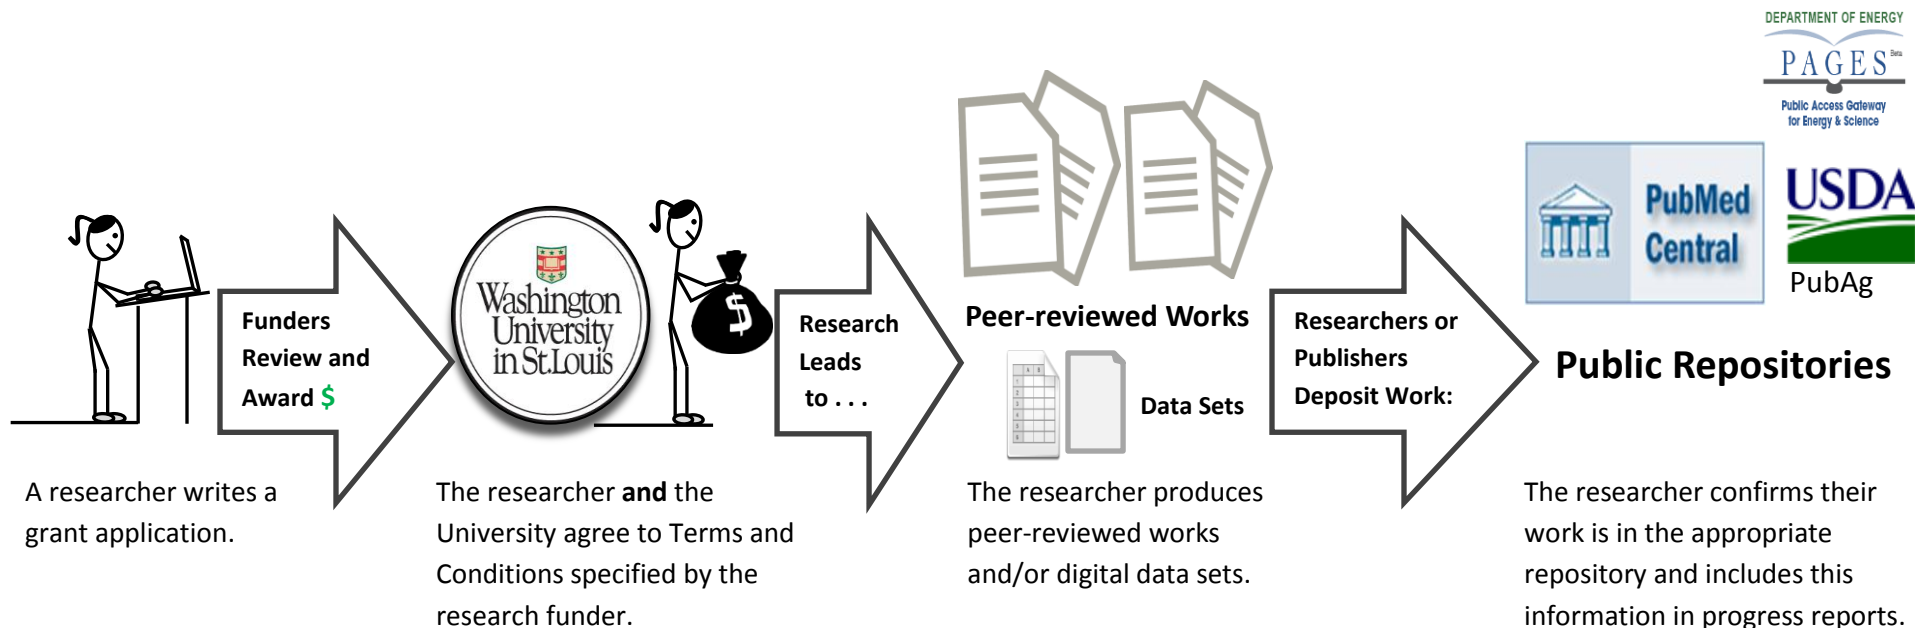 DEPARTMENT OF ENERGY
PAGES Beta
Public Access Gateway
for Energy & Science
PubMed
Central
USDA
PubAg
Public Repositories
Funders
Review and
Award $
Washington
University
in St.Louis
$
Research
Leads
to . . .
Peer-reviewed Works
Data Sets
Researchers or
Publishers
Deposit Work:
A researcher writes a
grant application.
The researcher and the
University agree to Terms and
Conditions specified by the
research funder.
The researcher produces
peer-reviewed works
and/or digital data sets.
The researcher confirms their
work is in the appropriate
repository and includes this
information in progress reports.